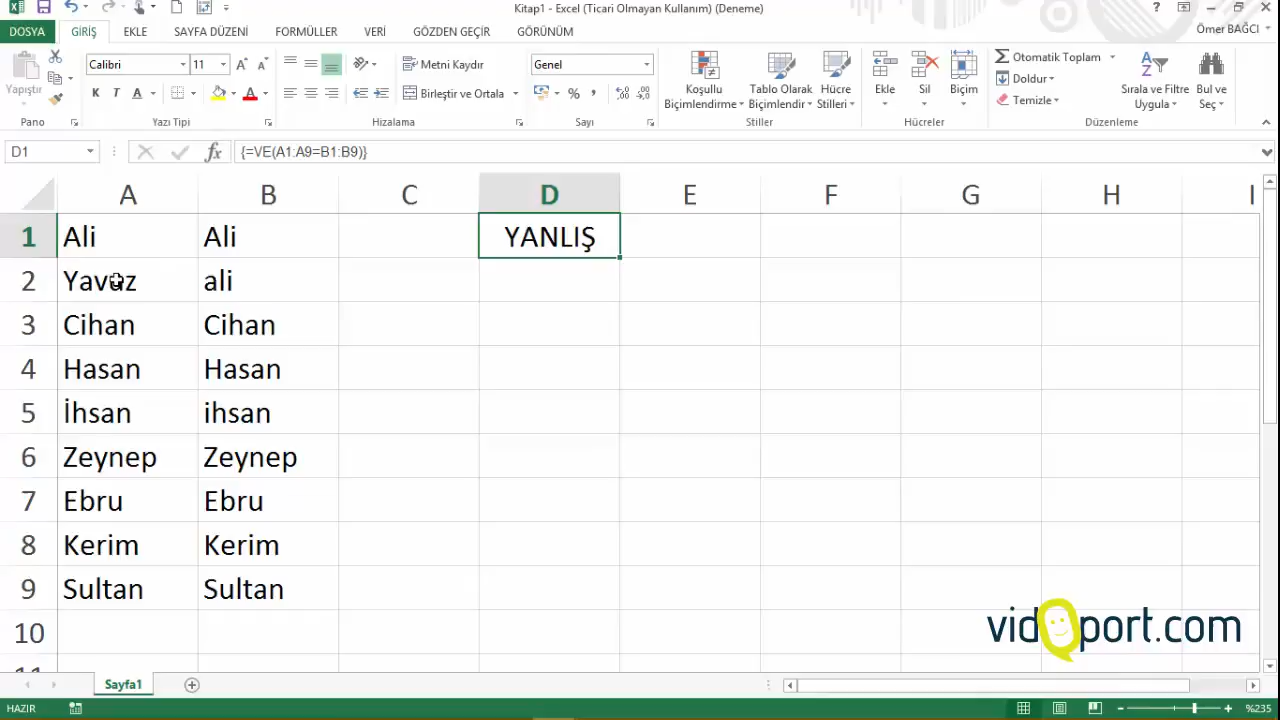 Kitap1 - Excel (Ticari Olmayan Kullanım) (Deneme)
DOSYA GİRİŞ EKLE SAYFA DÜZENİ FORMÜLLER VERİ GÖZDEN GEÇİR GÖRÜNÜM Ömer BAĞCI
Yapıştır
Calibri 11
K T A A
Metni Kaydır
Birleştir ve Ortala
Genel
% ,
Koşullu Biçimlendirme
Tablo Olarak Biçimlendir
Hücre Stilleri
Ekle Sil Biçim
Otomatik Toplam
Doldur
Temizle
Sırala ve Filtre Uygula
Bul ve Seç
Pano Yazı Tipi Hizalama Sayı Stiller Hücreler Düzenleme
D1 fx {=VE(A1:A9=B1:B9)}
A B C D E F G H I
1 Ali Ali YANLIŞ
2 Yavuz ali
3 Cihan Cihan
4 Hasan Hasan
5 İhsan ihsan
6 Zeynep Zeynep
7 Ebru Ebru
8 Kerim Kerim
9 Sultan Sultan
10
11
vidoport.com
Sayfa1
HAZIR %235